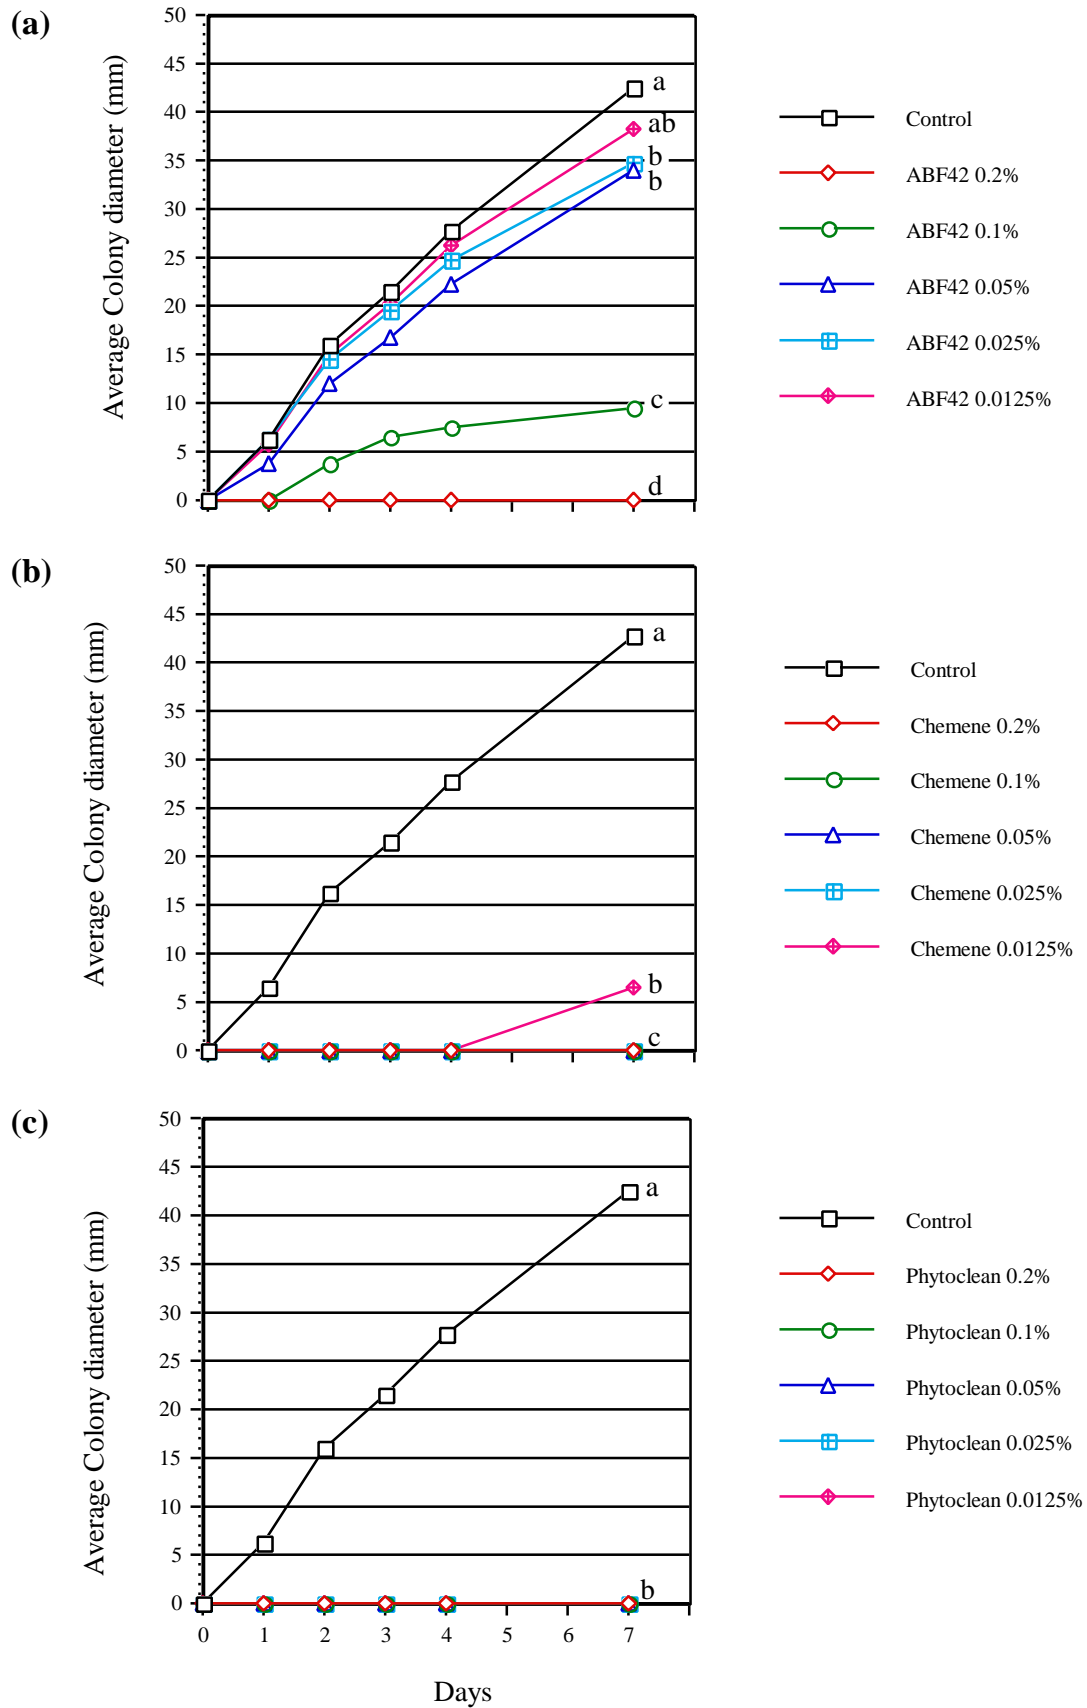 (a)
Average Colony diameter (mm)
50
45
40
35
30
25
20
15
10
5
0
a
ab
b
b
c
d
Control
ABF42 0.2%
ABF42 0.1%
ABF42 0.05%
ABF42 0.025%
ABF42 0.0125%
(b)
Average Colony diameter (mm)
50
45
40
35
30
25
20
15
10
5
0
a
b
c
Control
Chemene 0.2%
Chemene 0.1%
Chemene 0.05%
Chemene 0.025%
Chemene 0.0125%
(c)
Average Colony diameter (mm)
50
45
40
35
30
25
20
15
10
5
0
a
b
0 1 2 3 4 5 6 7
Days
Control
Phytoclean 0.2%
Phytoclean 0.1%
Phytoclean 0.05%
Phytoclean 0.025%
Phytoclean 0.0125%